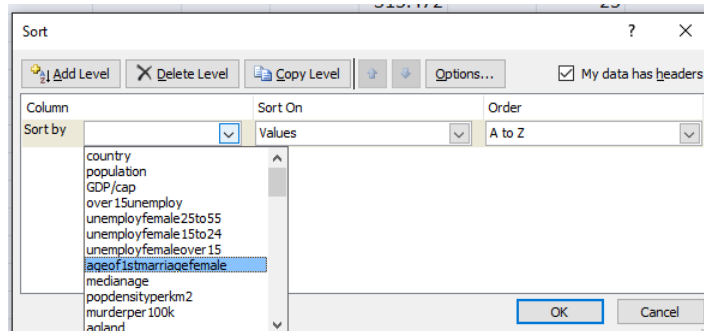 Sort ? X
Add Level Delete Level Copy Level Options... My data has headers
Column Sort On Order
Sort by Values A to Z
country
population
GDP/cap
over15unemploy
unemployfemale25to55
unemployfemale15to24
unemployfemaleover15
ageof1stmarriagefemale
medianage
popdensityperkm2
murderper100k
agland
OK Cancel